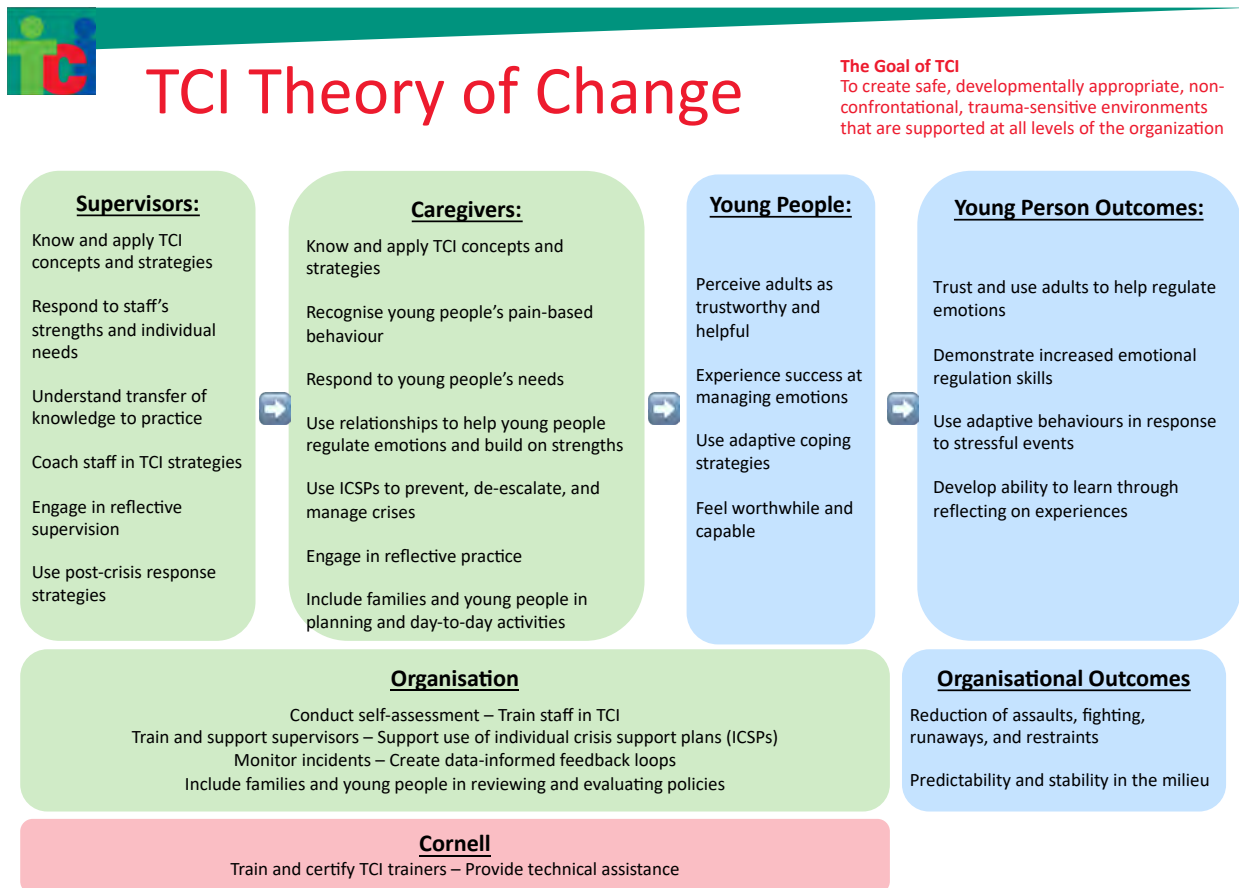 TCI
TCI Theory of Change
The Goal of TCI
To create safe, developmentally appropriate, non-
confrontational, trauma-sensitive environments
that are supported at all levels of the organization
Supervisors:
Know and apply TCI
concepts and strategies
Respond to staff’s
strengths and individual
needs
Understand transfer of
knowledge to practice
Coach staff in TCI strategies
Engage in reflective
supervision
Use post-crisis response
strategies
Caregivers:
Know and apply TCI concepts and
strategies
Recognise young people’s pain-based
behaviour
Respond to young people’s needs
Use relationships to help young people
regulate emotions and build on strengths
Use ICSPs to prevent, de-escalate, and
manage crises
Engage in reflective practice
Include families and young people in
planning and day-to-day activities
Young People:
Perceive adults as
trustworthy and
helpful
Experience success at
managing emotions
Use adaptive coping
strategies
Feel worthwhile and
capable
Young Person Outcomes:
Trust and use adults to help regulate
emotions
Demonstrate increased emotional
regulation skills
Use adaptive behaviours in response
to stressful events
Develop ability to learn through
reflecting on experiences
Organisation
Conduct self-assessment – Train staff in TCI
Train and support supervisors – Support use of individual crisis support plans (ICSPs)
Monitor incidents – Create data-informed feedback loops
Include families and young people in reviewing and evaluating policies
Organisational Outcomes
Reduction of assaults, fighting,
runaways, and restraints
Predictability and stability in the milieu
Cornell
Train and certify TCI trainers – Provide technical assistance